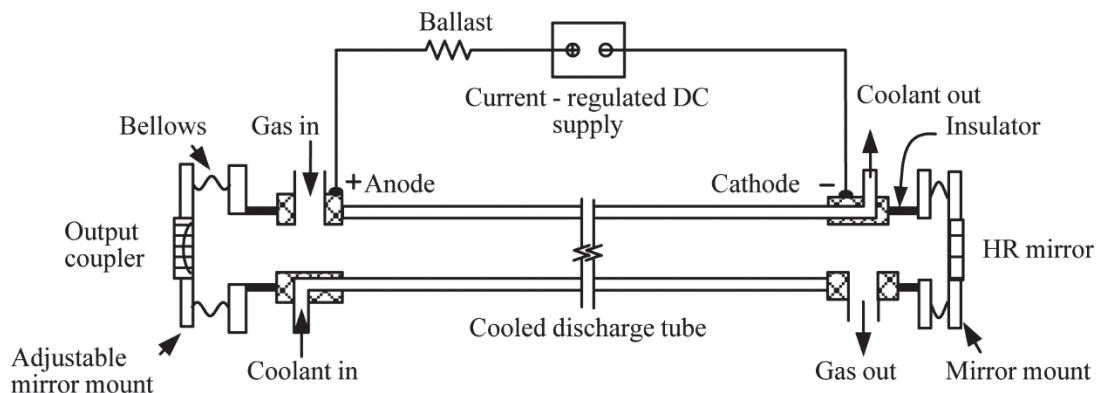 Ballast
Current - regulated DC
supply
Coolant out
Bellows
Gas in
Insulator
+ Anode
Cathode −
Output
coupler
HR mirror
Cooled discharge tube
Adjustable
mirror mount
Coolant in
Gas out
Mirror mount